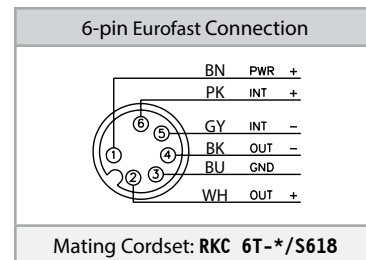 6-pin Eurofast Connection
BN PWR +
PK INT +
6
GY INT –
5
BK OUT –
1 4
BU GND
2 3
WH OUT +
Mating Cordset: RKC 6T-*/S618